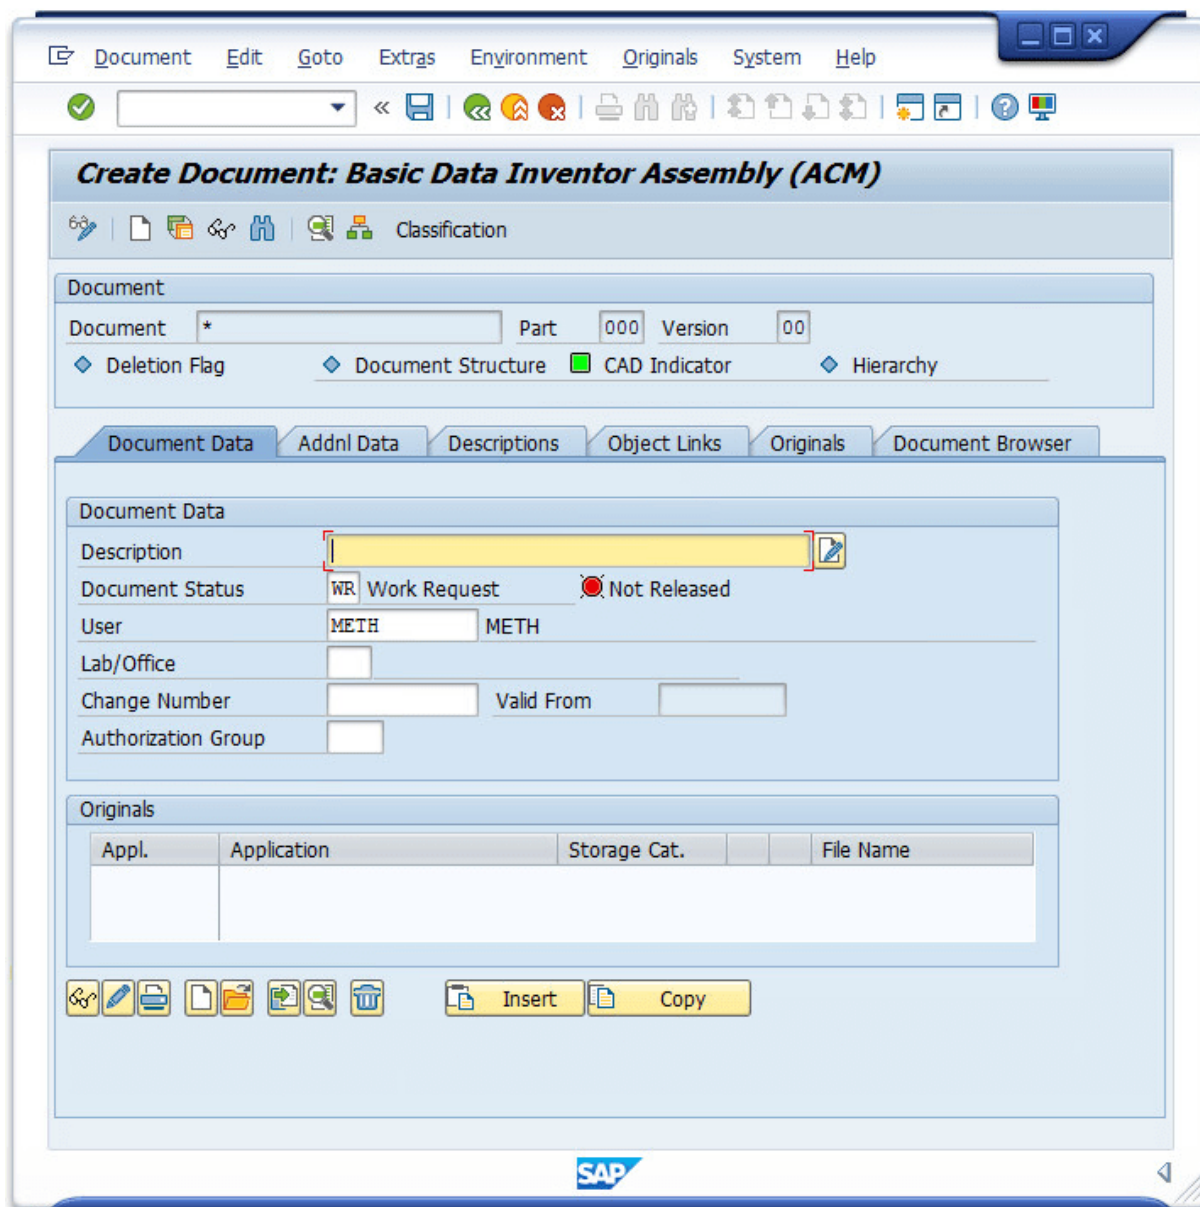 Document Edit Goto Extras Environment Originals System Help
Create Document: Basic Data Inventor Assembly (ACM)
Classification
Document
Document * Part 000 Version 00
Deletion Flag Document Structure CAD Indicator Hierarchy
Document Data Addnl Data Descriptions Object Links Originals Document Browser
Document Data
Description
Document Status WR Work Request Not Released
User METH METH
Lab/Office
Change Number Valid From
Authorization Group
Originals
Appl. Application Storage Cat. File Name
Insert Copy
SAP